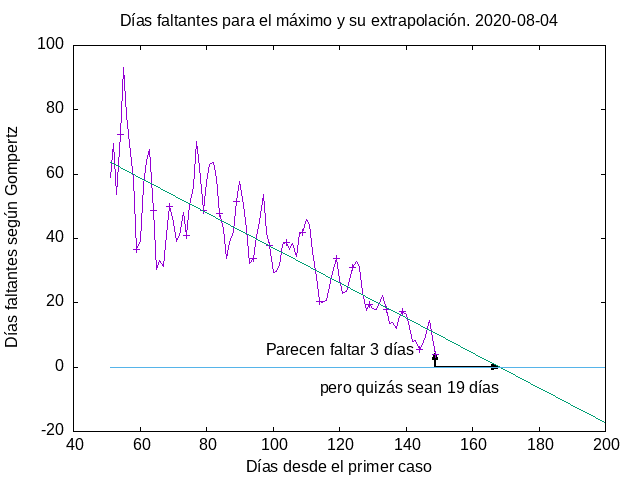 Días faltantes para el máximo y su extrapolación. 2020-08-04
100
80
60
40
20
0
-20
Días faltantes según Gompertz
Parecen faltar 3 días
pero quizás sean 19 días
40 60 80 100 120 140 160 180 200
Días desde el primer caso